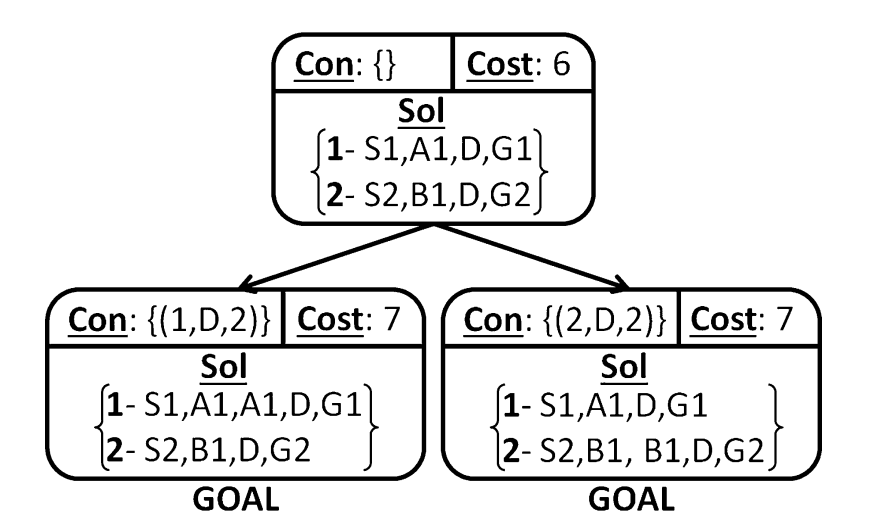 Con: {} Cost: 6
Sol
1- S1,A1,D,G1
2- S2,B1,D,G2
Con: {(1,D,2)} Cost: 7
Sol
1- S1,A1,A1,D,G1
2- S2,B1,D,G2
GOAL
Con: {(2,D,2)} Cost: 7
Sol
1- S1,A1,D,G1
2- S2,B1, B1,D,G2
GOAL